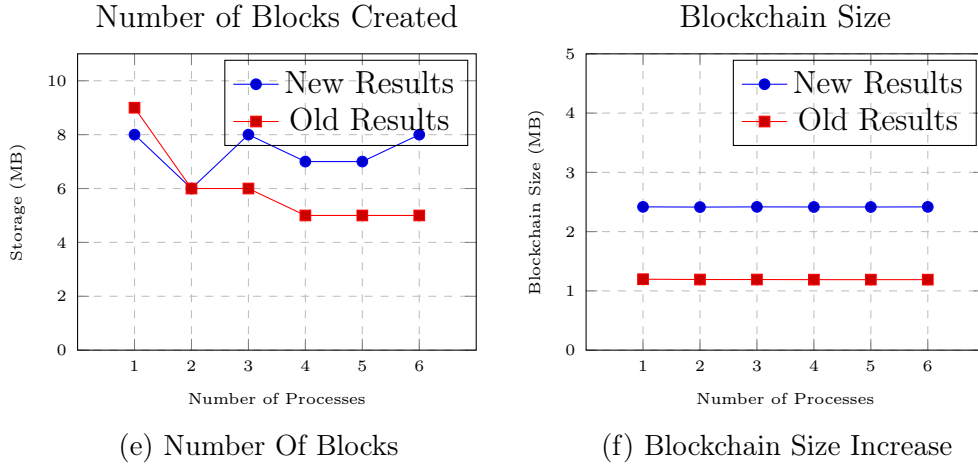 Number of Blocks Created
10
8
6
4
2
0
Storage (MB)
New Results
Old Results
1 2 3 4 5 6
Number of Processes
(e) Number Of Blocks
Blockchain Size
5
4
3
2
1
0
Blockchain Size (MB)
New Results
Old Results
1 2 3 4 5 6
Number of Processes
(f) Blockchain Size Increase